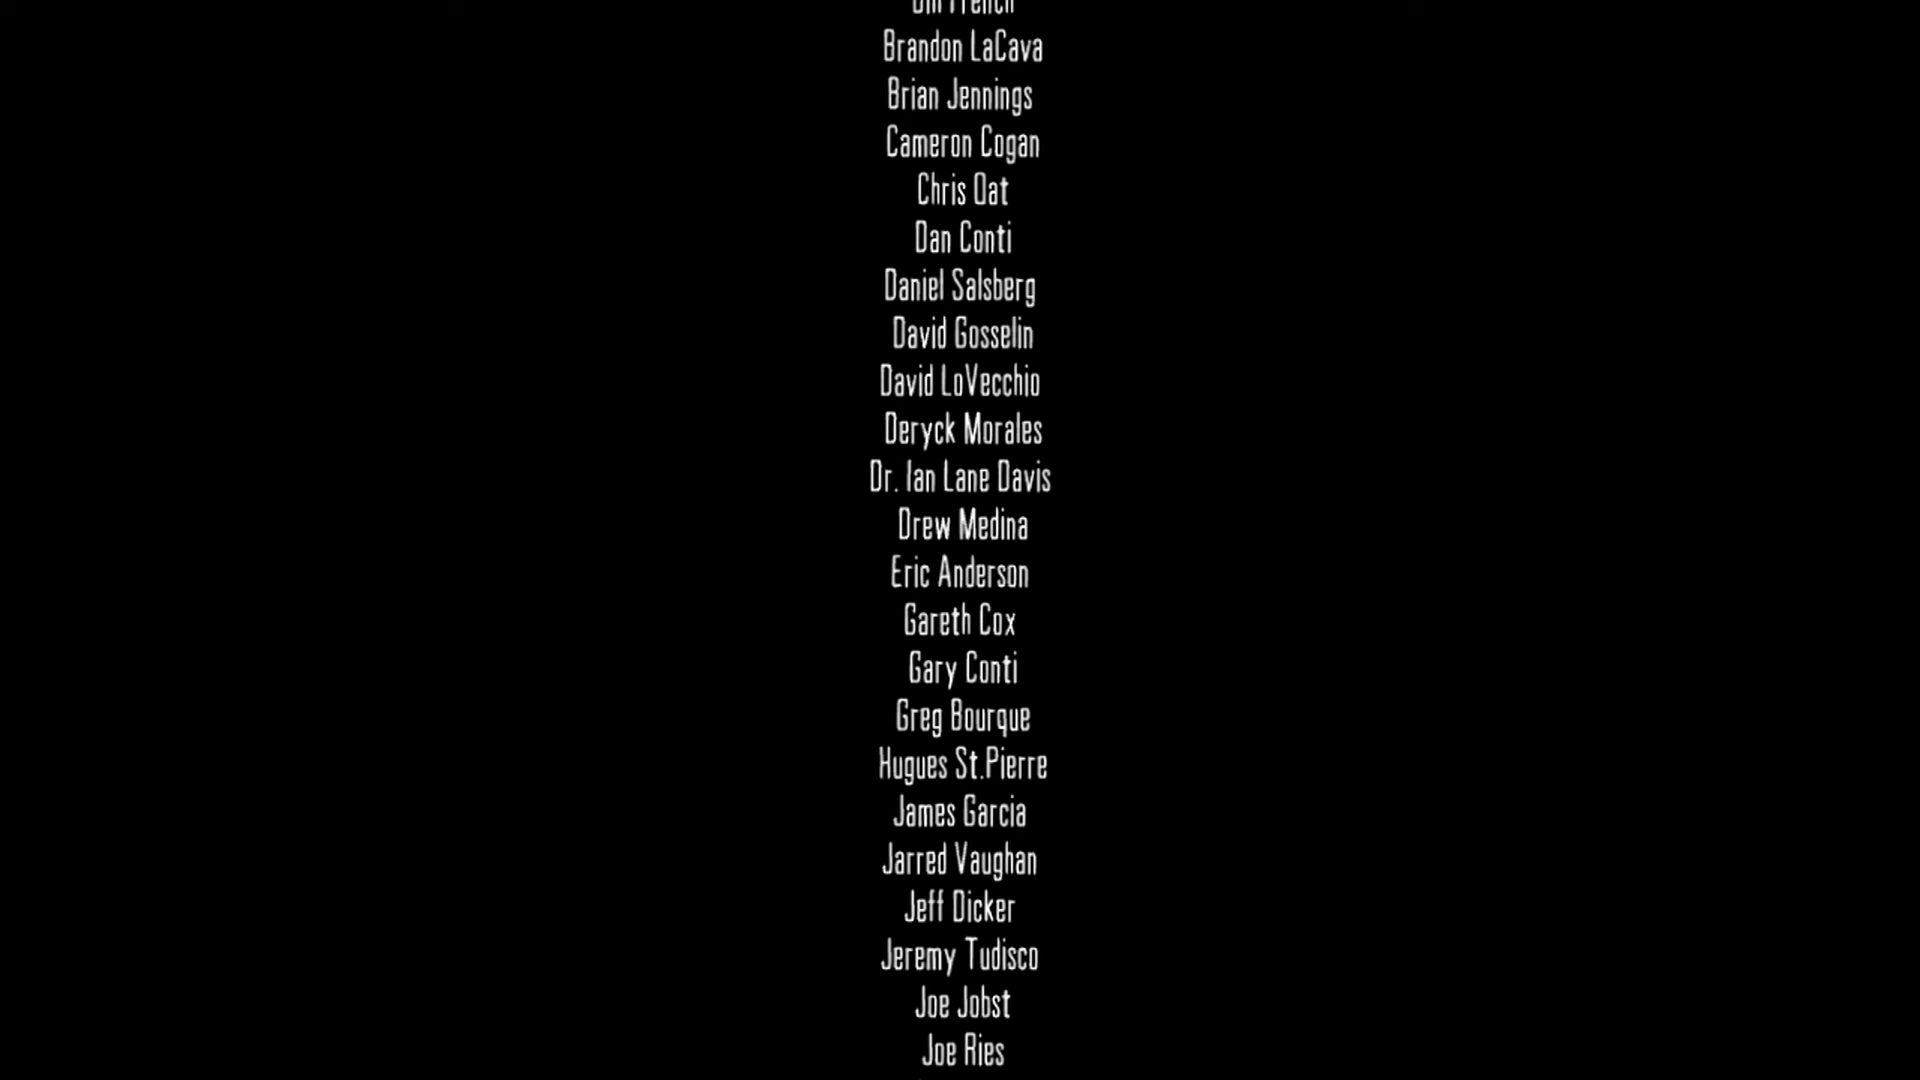 French
Brandon LaCava
Brian Jennings
Cameron Cogan
Chris Oat
Dan Conti
Daniel Salsberg
David Gosselin
David LoVecchio
Deryck Morales
Dr. Ian Lane Davis
Drew Medina
Eric Anderson
Gareth Cox
Gary Conti
Greg Bourque
Hugues St.Pierre
James Garcia
Jarred Vaughan
Jeff Dicker
Jeremy Tudisco
Joe Jobst
Joe Ries